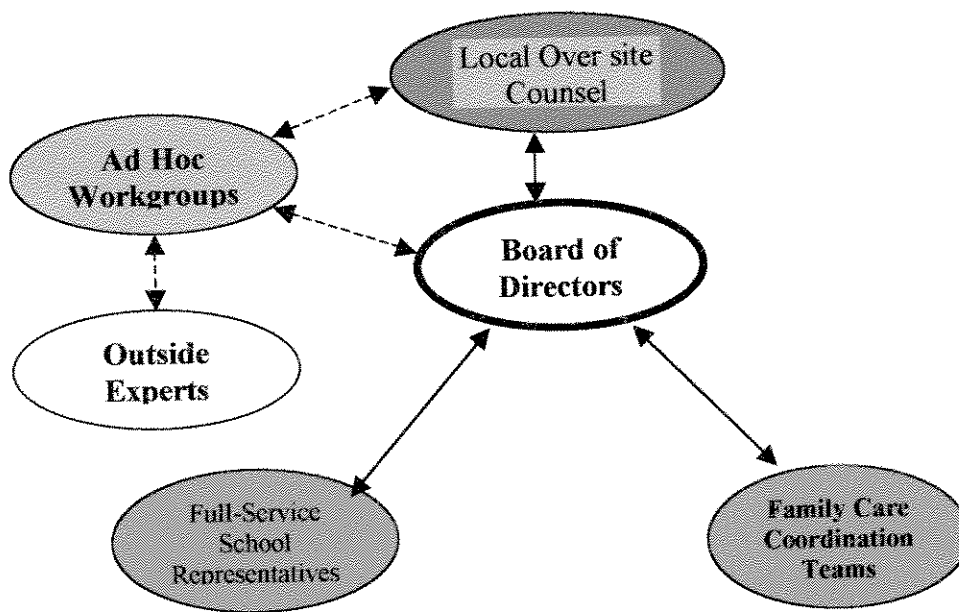 Local Over site
Counsel
Ad Hoc
Workgroups
Board of
Directors
Outside
Experts
Full-Service
School
Representatives
Family Care
Coordination
Teams